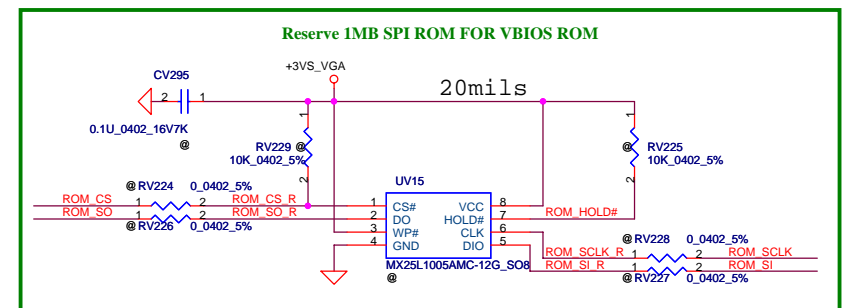 Reserve 1MB SPI ROM FOR VBIOS ROM
+3VS_VGA
CV295
20mils
2 1
0.1U_0402_16V7K
@
1
RV229 @
10K_0402_5%
2
1
@ RV225
10K_0402_5%
2
UV15
@ RV224 0_0402_5%
ROM_CS 1 2 ROM_CS_R 1 CS# VCC 8
ROM_SO 1 2 ROM_SO_R 2 DO HOLD# 7 ROM_HOLD#
@ RV226 0_0402_5% 3 WP# CLK 6
4 GND DIO 5
@ RV228 0_0402_5%
ROM_SCLK_R 1 2 ROM_SCLK
ROM_SI_R 1 2 ROM_SI
@ RV227 0_0402_5%
MX25L1005AMC-12G_SO8
@